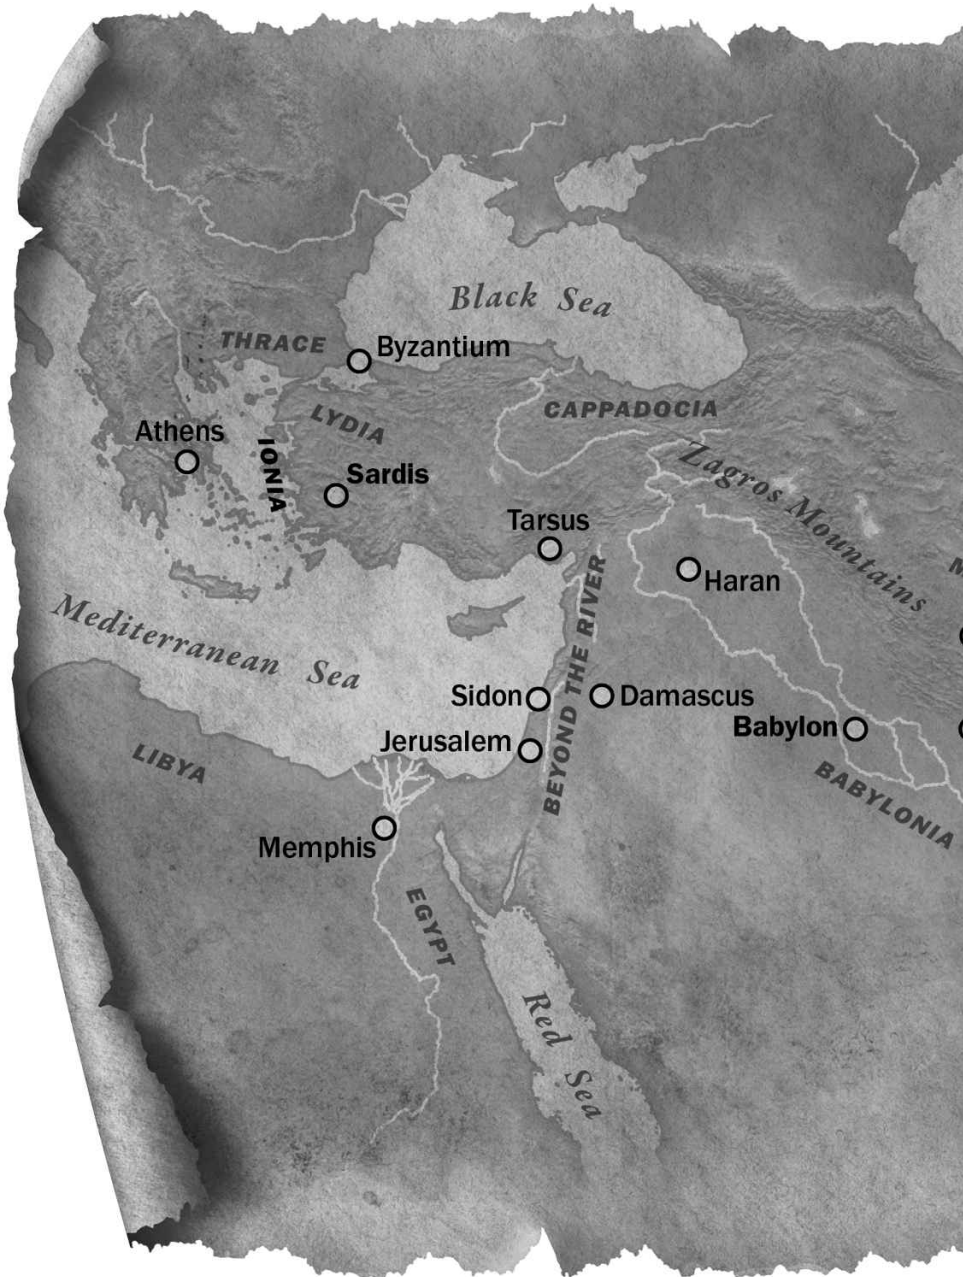 Black Sea
THRACE
Byzantium
LYDIA
CAPPADOCIA
Athens
IONIA
Sardis
Zagros Mountains
Tarsus
Haran
M
Mediterranean Sea
BEYOND THE RIVER
Sidon
Damascus
Jerusalem
Babylon
LIBYA
BABYLONIA
Memphis
EGYPT
Red Sea